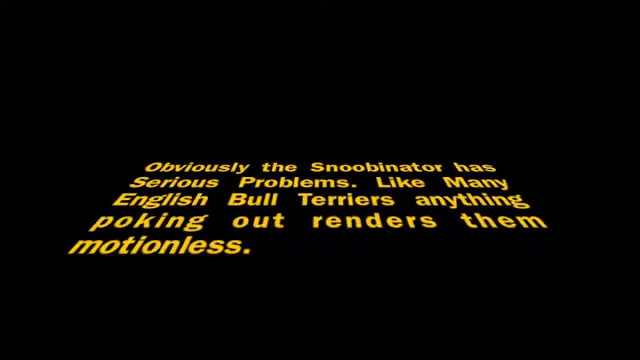 Obviously the Snoobinator has
Serious Problems. Like Many
English Bull Terriers anything
poking out renders them
motionless.